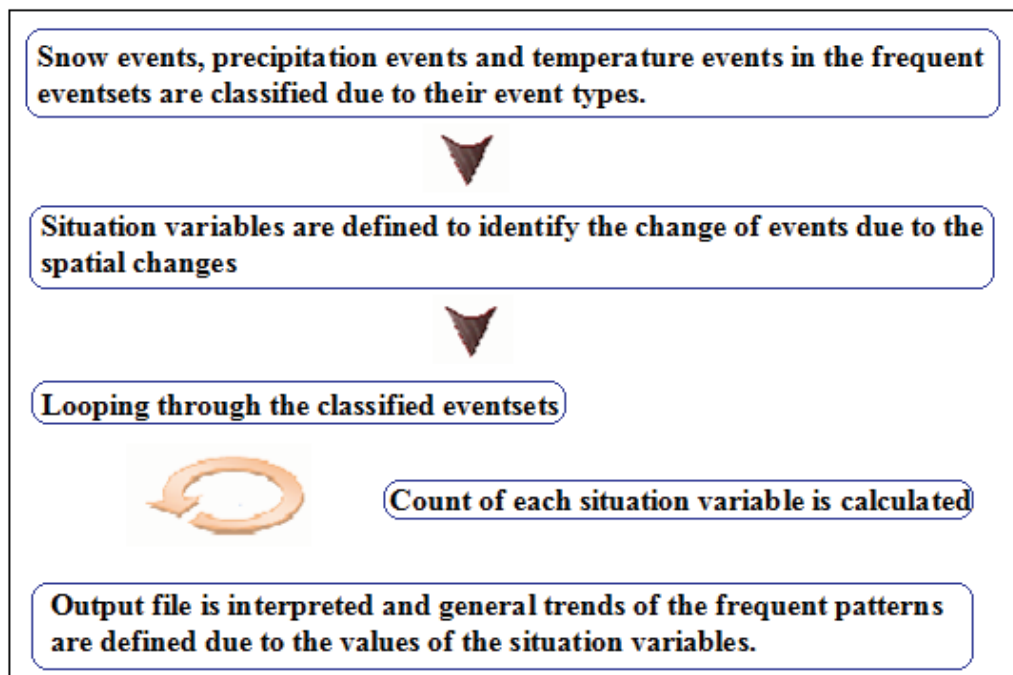 Snow events, precipitation events and temperature events in the frequent
eventsets are classified due to their event types.
Situation variables are defined to identify the change of events due to the
spatial changes
Looping through the classified eventsets
Count of each situation variable is calculated
Output file is interpreted and general trends of the frequent patterns
are defined due to the values of the situation variables.